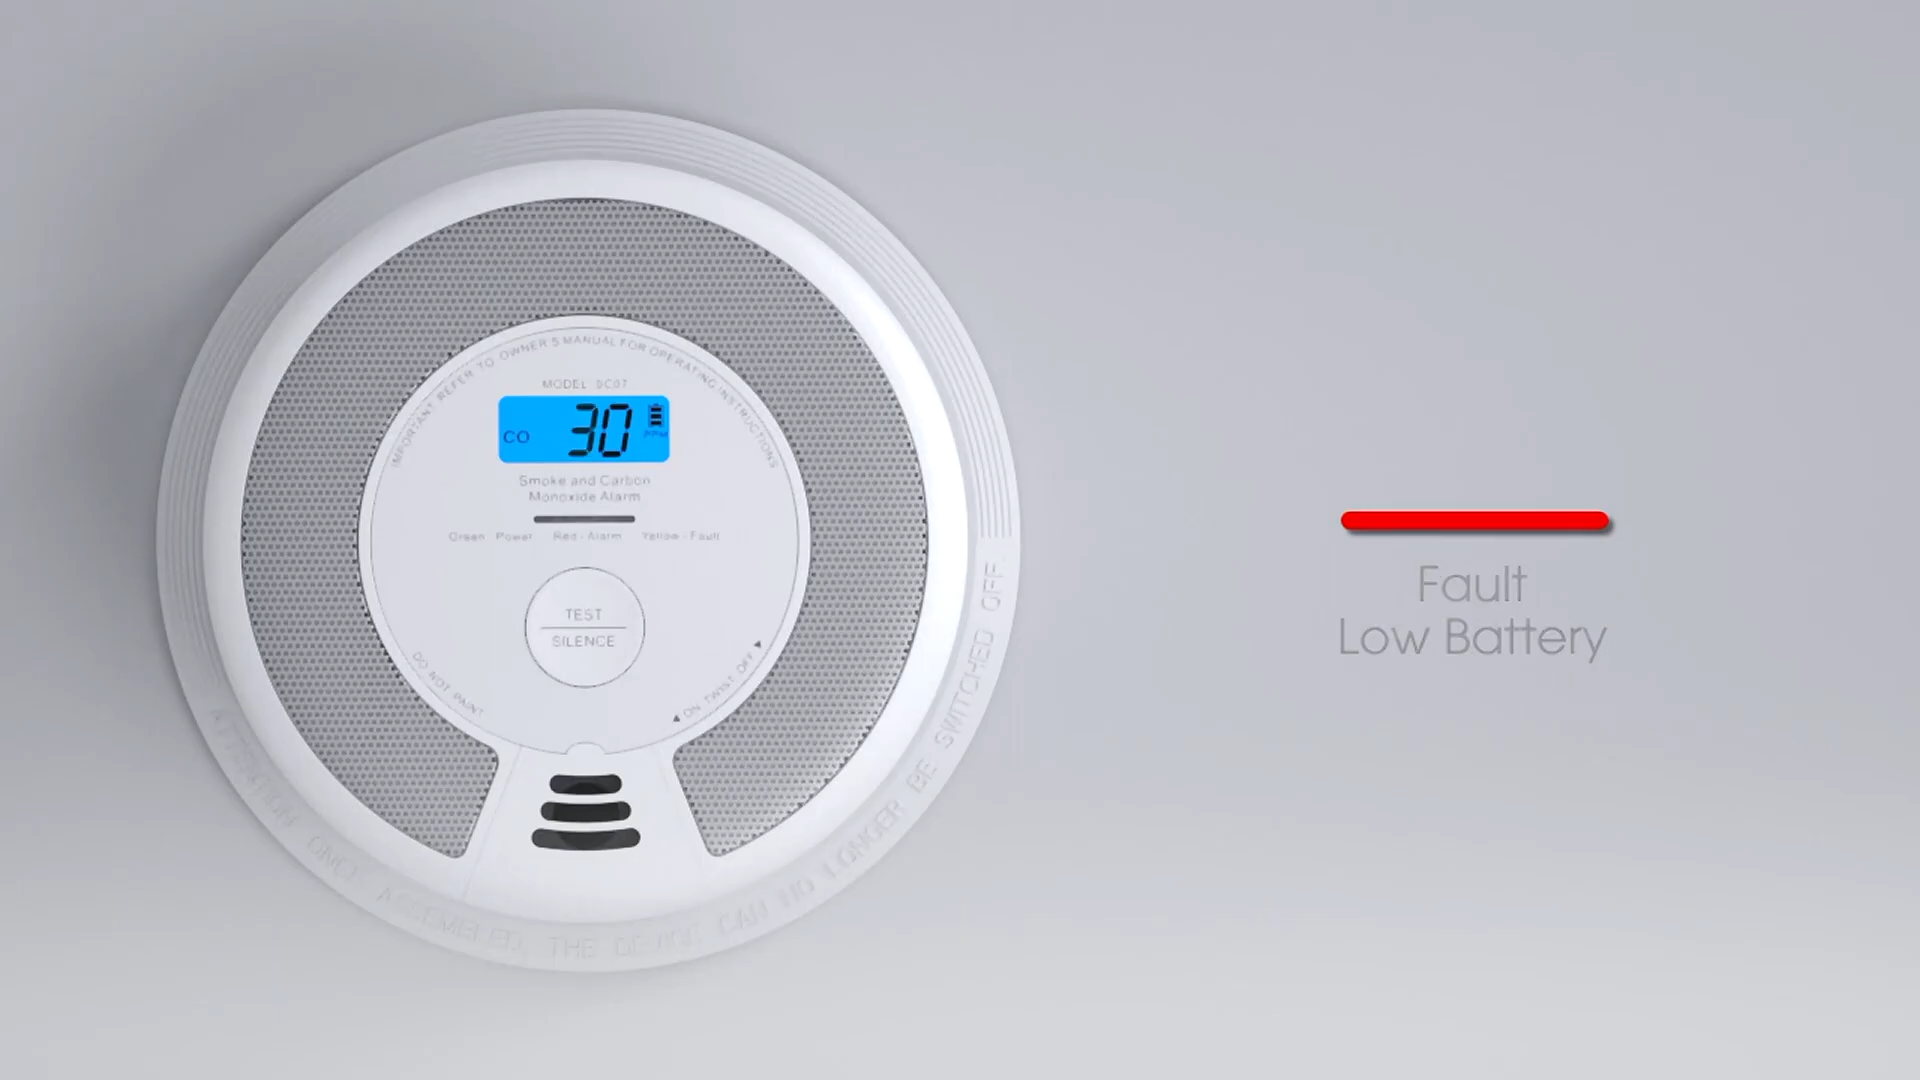 IMPORTANT REFER TO OWNER'S MANUAL FOR OPERATING INSTRUCTIONS
MODEL DC07
CO 30 PPM
Smoke and Carbon
Monoxide Alarm
Green Power Red - Alarm Yellow - Fault
TEST
SILENCE
DO NOT PAINT
ON TWIST OFF
ATTENTION ONCE ASSEMBLED, THE DEVICE CAN NO LONGER BE SWITCHED OFF.
Fault
Low Battery